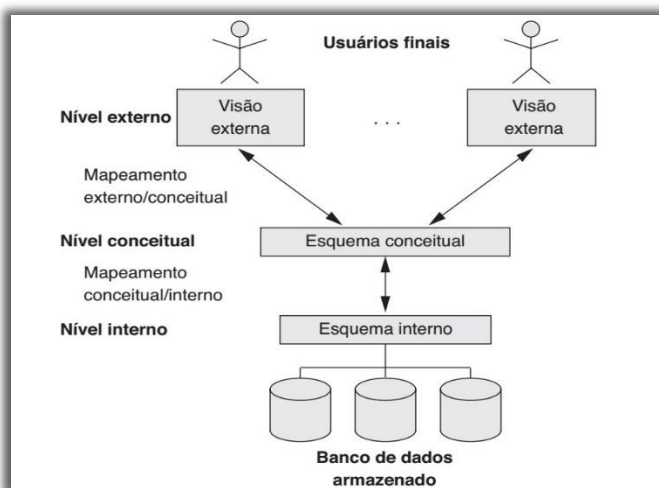 Usuários finais
Nível externo
Visão
externa
. . .
Visão
externa
Mapeamento
externo/conceitual
Nível conceitual
Esquema conceitual
Mapeamento
conceitual/interno
Nível interno
Esquema interno
Banco de dados
armazenado